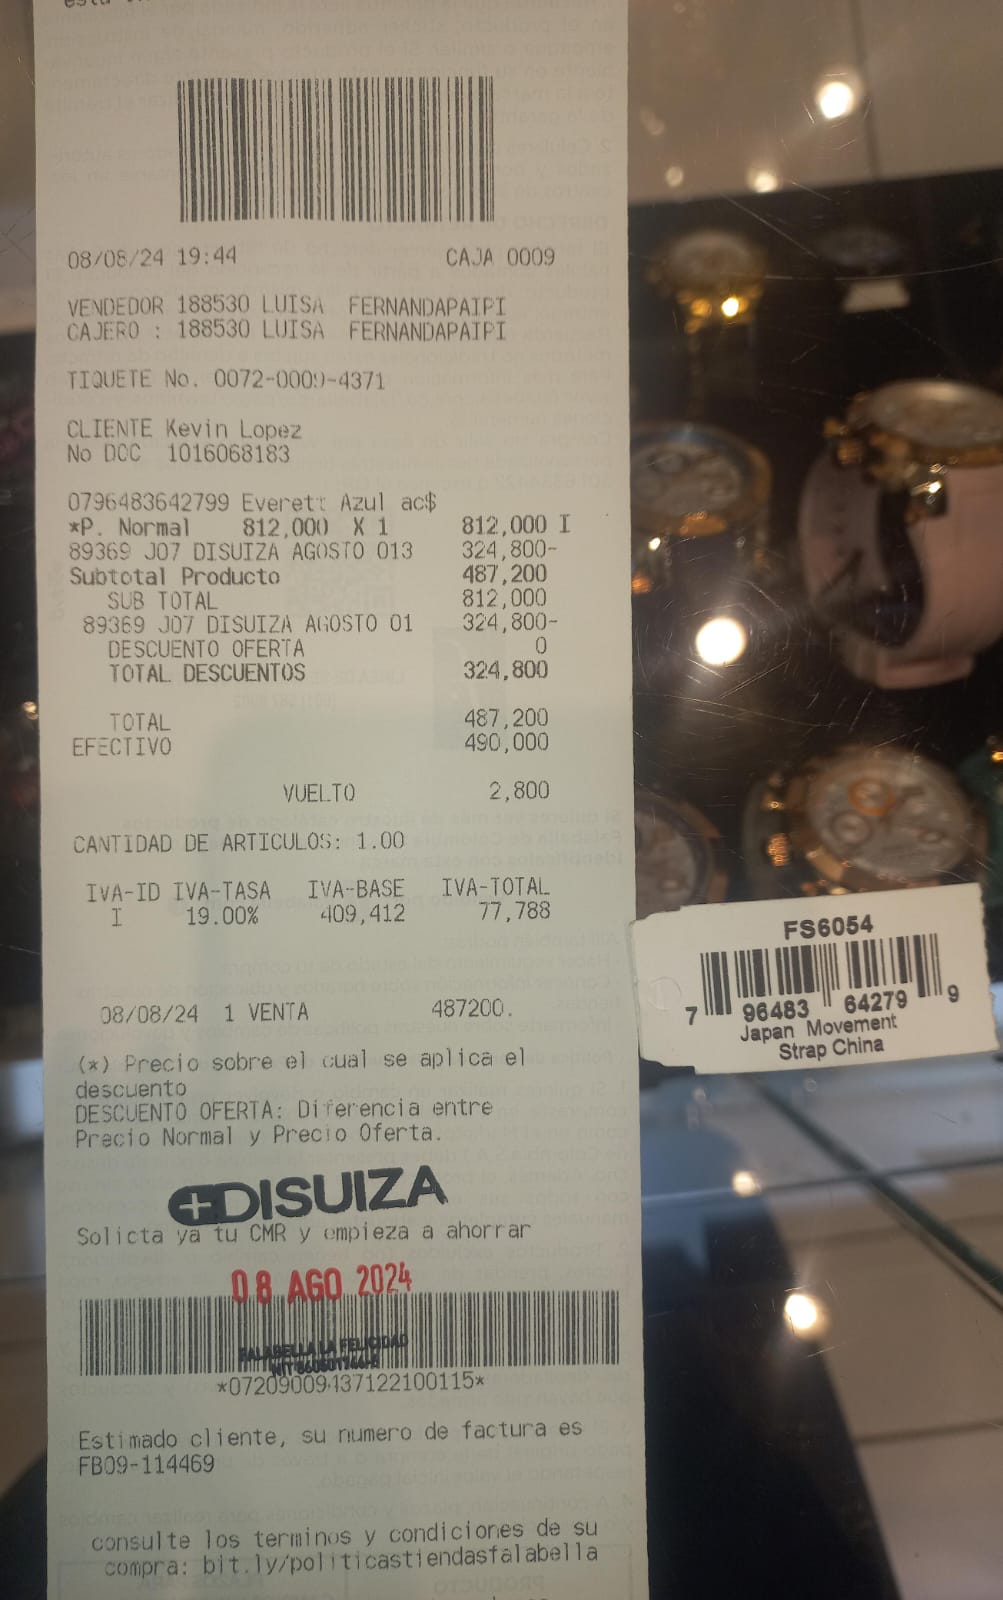 08/08/24 19:44 CAJA 0009
VENDEDOR 188530 LUISA FERNANDAPAIPI
CAJERO : 188530 LUISA FERNANDAPAIPI
TIQUETE No. 0072-0009-4371
CLIENTE Kevin Lopez
No DOC 1016068183
0796483642799 Everett Azul ac$
*P. Normal 812,000 X 1 812,000 I
89369 J07 DISUIZA AGOSTO 013 324,800-
Subtotal Producto 487,200
SUB TOTAL 812,000
89369 J07 DISUIZA AGOSTO 01 324,800-
DESCUENTO OFERTA 0
TOTAL DESCUENTOS 324,800
TOTAL 487,200
EFECTIVO 490,000
VUELTO 2,800
CANTIDAD DE ARTICULOS: 1.00
IVA-ID IVA-TASA IVA-BASE IVA-TOTAL
I 19.00% 409,412 77,788
08/08/24 1 VENTA 487200.
(*) Precio sobre el cual se aplica el
descuento
DESCUENTO OFERTA: Diferencia entre
Precio Normal y Precio Oferta.
DISUIZA
Solicta ya tu CMR y empieza a ahorrar
08 AGO 2024
FALABELLA LA FELICIDAD
*07209009413712210​0115*
Estimado cliente, su numero de factura es
FB09-114469
consulte los terminos y condiciones de su
compra: bit.ly/politicastiendasfalabella
FS6054
7 96483 64279 9
Japan Movement
Strap China